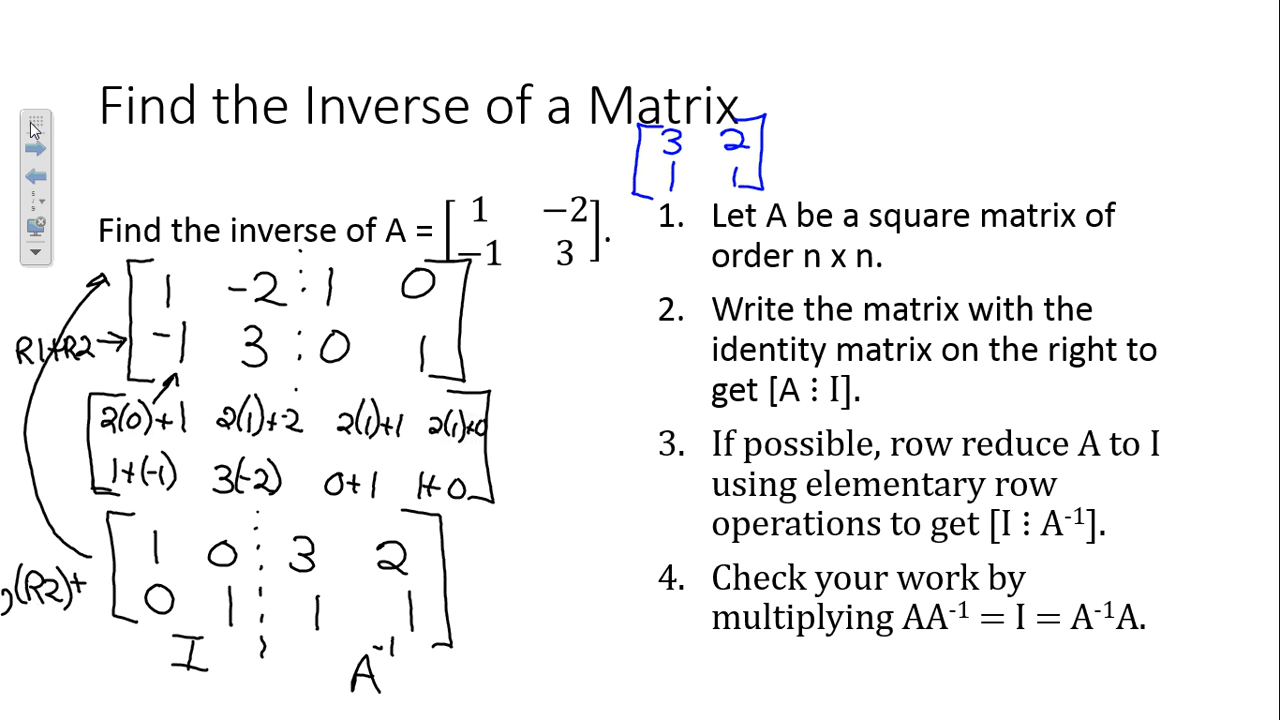 Find the Inverse of a Matrix
3 2
1 1
Find the inverse of A = [1 −2
−1 3].
1 -2 ⋮ 1 0
R1+R2 → -1 3 ⋮ 0 1
2(0)+1 2(1)+-2 2(1)+1 2(1)+0
1+(-1) 3(-2) 0+1 1+0
1 0 ⋮ 3 2
(R2)+ 0 1 ⋮ 1 1
I A⁻¹
1. Let A be a square matrix of
order n x n.
2. Write the matrix with the
identity matrix on the right to
get [A ⋮ I].
3. If possible, row reduce A to I
using elementary row
operations to get [I ⋮ A⁻¹].
4. Check your work by
multiplying AA⁻¹ = I = A⁻¹A.